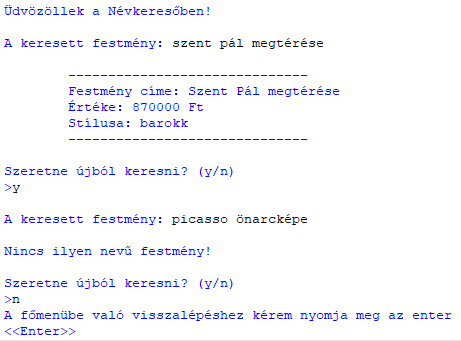 Üdvözöllek a Névkeresőben!
A keresett festmény: szent pál megtérése
------------------------------
Festmény címe: Szent Pál megtérése
Értéke: 870000 Ft
Stílusa: barokk
------------------------------
Szeretne újból keresni? (y/n)
>y
A keresett festmény: picasso önarcképe
Nincs ilyen nevű festmény!
Szeretne újból keresni? (y/n)
>n
A főmenübe való visszalépéshez kérem nyomja meg az enter
<<Enter>>